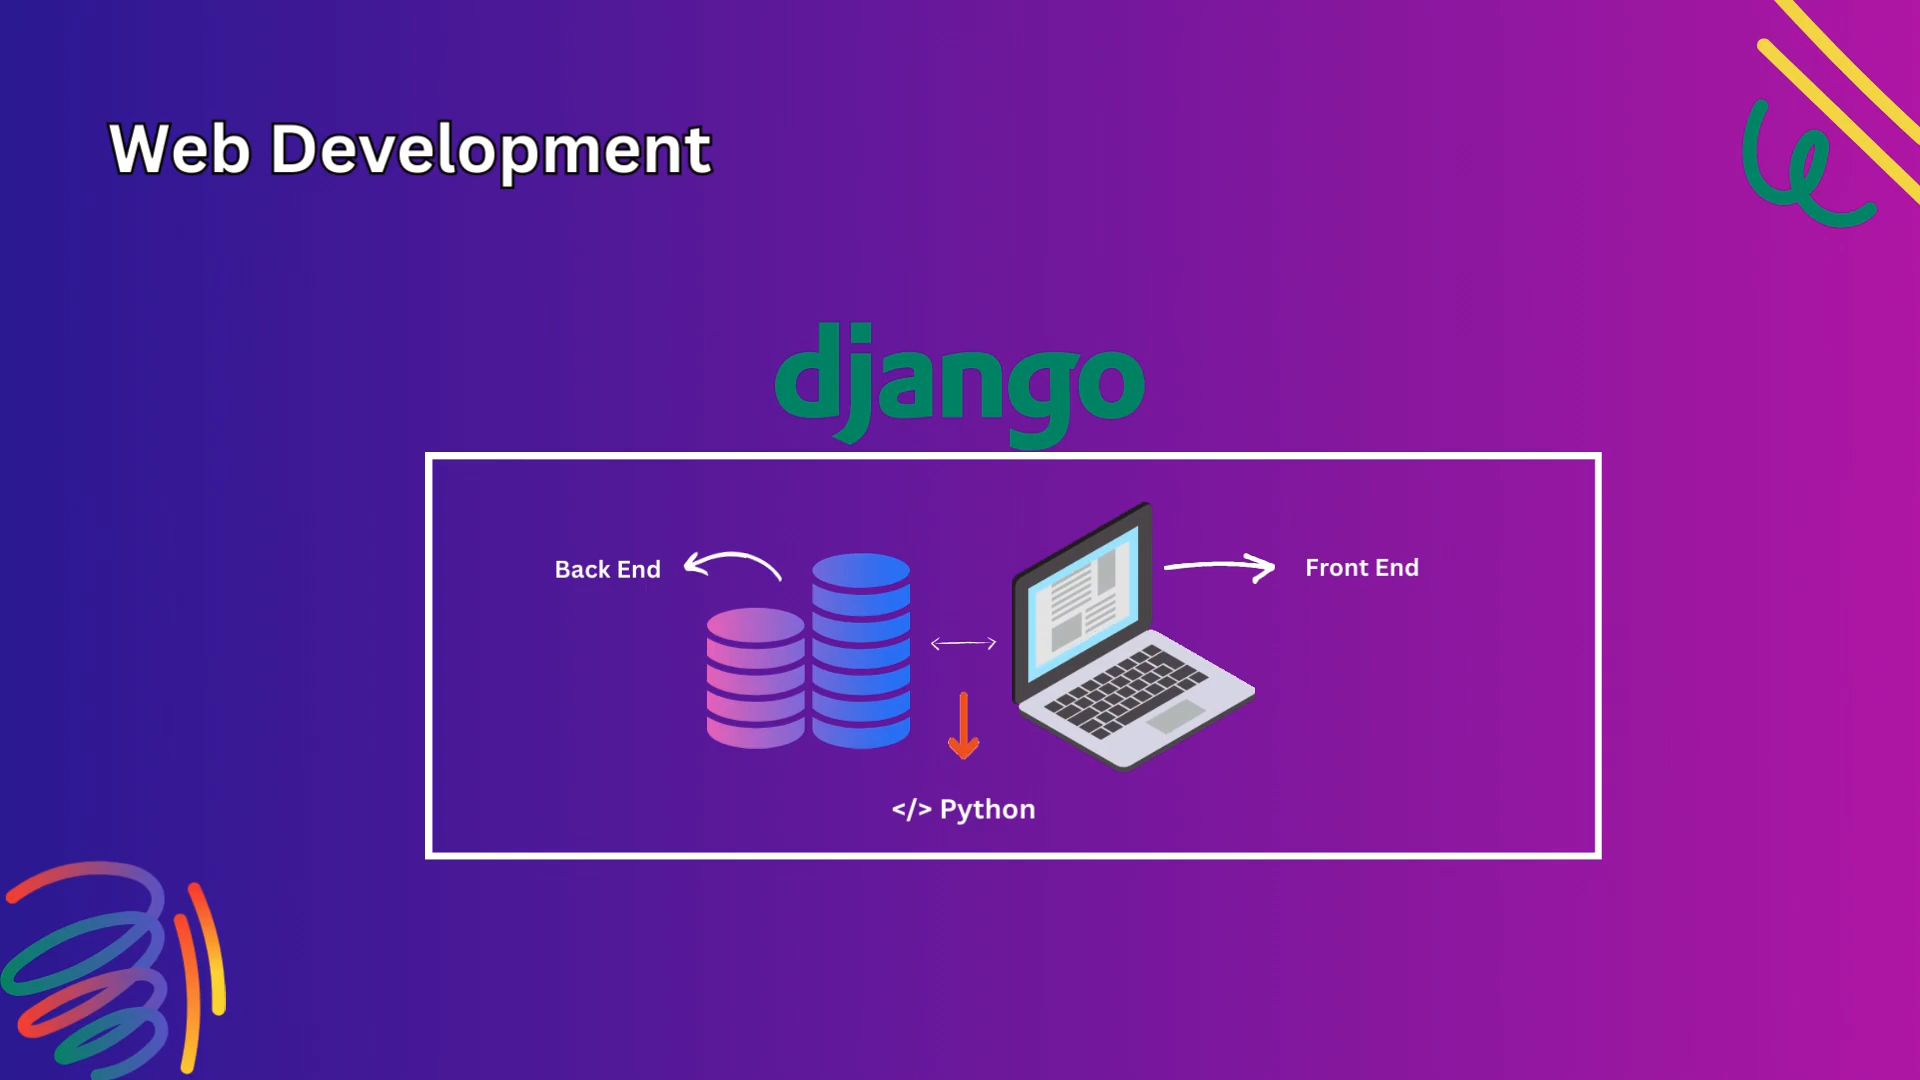 Web Development
django
Back End
Front End
</> Python